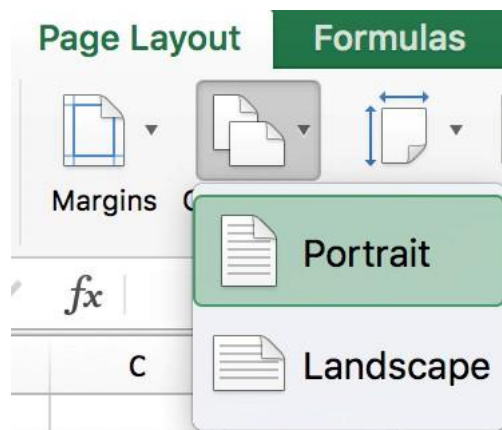 Page Layout Formulas
Margins
Portrait
fx
C
Landscape